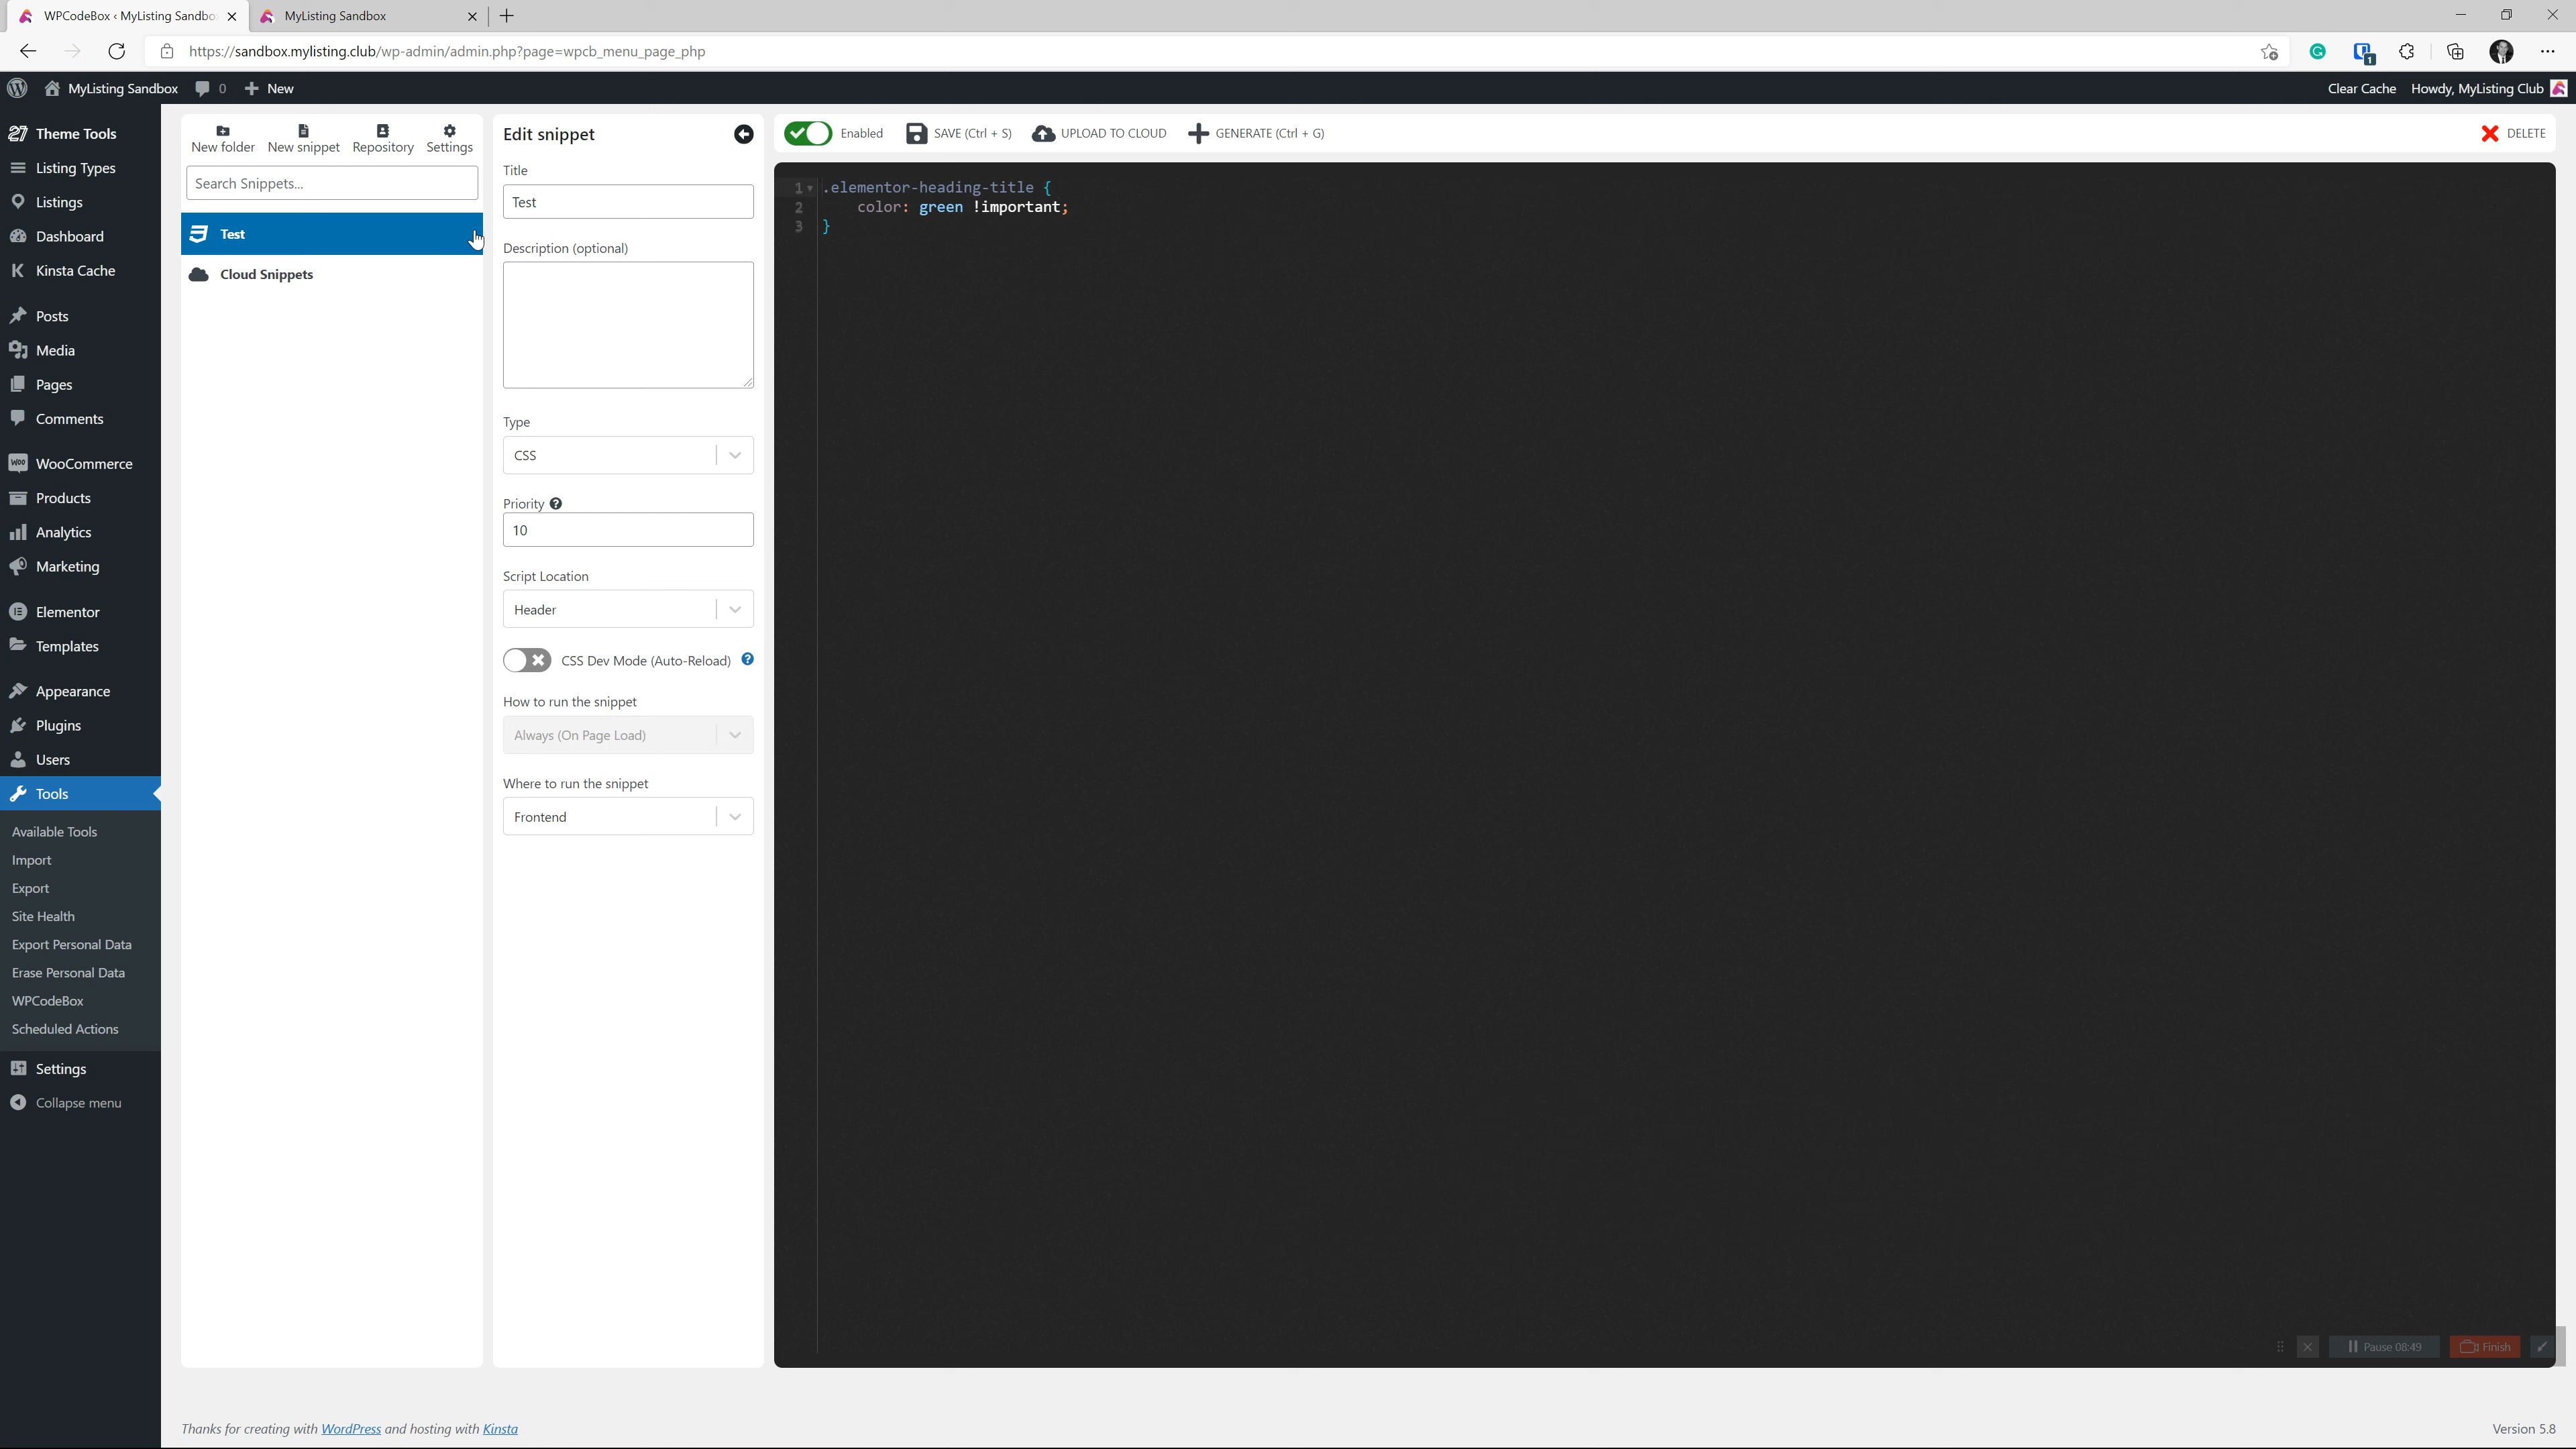 WPCodeBox ‹ MyListing Sandbo
MyListing Sandbox
https://sandbox.mylisting.club/wp-admin/admin.php?page=wpcb_menu_page_php
1
MyListing Sandbox
0
New
Clear Cache
Howdy, MyListing Club
27 Theme Tools
Listing Types
Listings
Dashboard
K Kinsta Cache
Posts
Media
Pages
Comments
Woo WooCommerce
Products
Analytics
Marketing
Elementor
Templates
Appearance
Plugins
Users
Tools
Available Tools
Import
Export
Site Health
Export Personal Data
Erase Personal Data
WPCodeBox
Scheduled Actions
Settings
Collapse menu
New folder
New snippet
Repository
Settings
Search Snippets...
Test
Cloud Snippets
Edit snippet
Title
Test
Description (optional)
Type
CSS
Priority
10
Script Location
Header
CSS Dev Mode (Auto-Reload)
How to run the snippet
Always (On Page Load)
Where to run the snippet
Frontend
Enabled
SAVE (Ctrl + S)
UPLOAD TO CLOUD
GENERATE (Ctrl + G)
DELETE
1 .elementor-heading-title {
2 color: green !important;
3 }
Pause 08:49
Finish
Thanks for creating with WordPress and hosting with Kinsta
Version 5.8